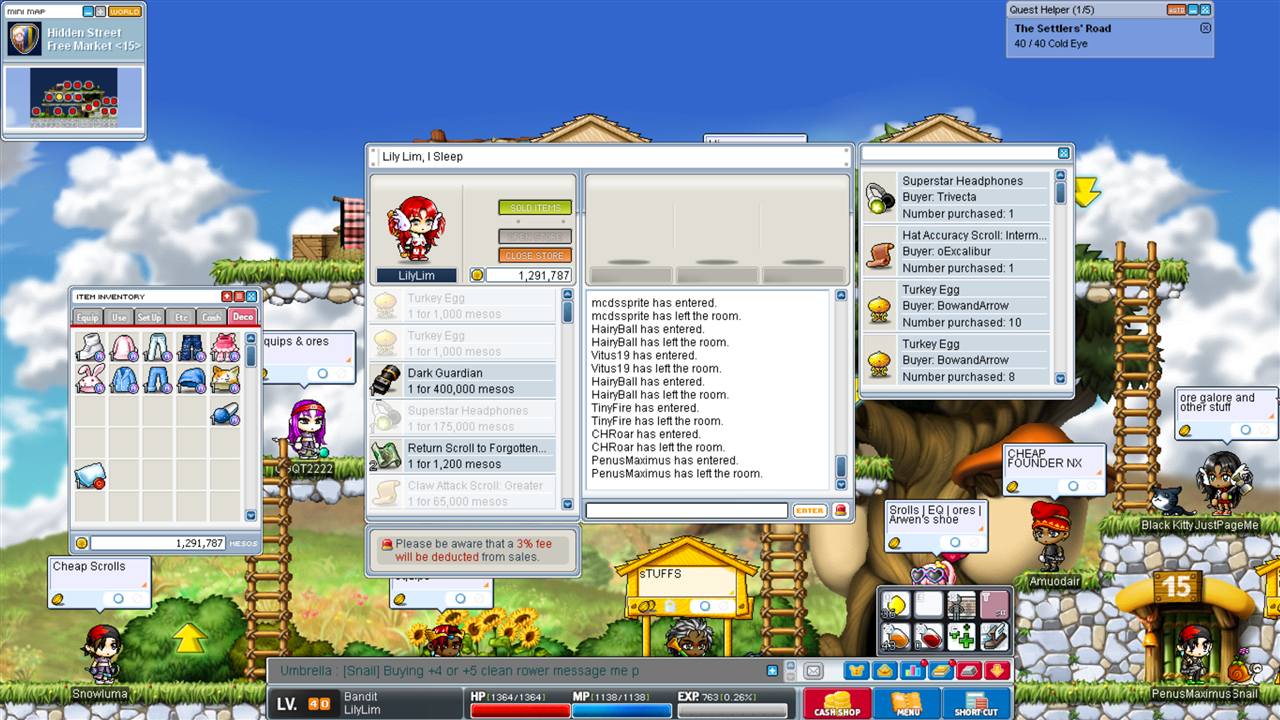 MINI MAP
WORLD
Hidden Street
Free Market <15>
Quest Helper (1/5)
AUTO
The Settlers' Road
40 / 40 Cold Eye
Lily Lim, I Sleep
SOLD ITEMS
CLOSE STORE
LilyLim
1,291,787
Turkey Egg
1 for 1,000 mesos
Turkey Egg
1 for 1,000 mesos
Dark Guardian
1 for 400,000 mesos
Superstar Headphones
1 for 175,000 mesos
2
Return Scroll to Forgotten...
1 for 1,200 mesos
Claw Attack Scroll: Greater
1 for 65,000 mesos
mcdssprite has entered.
mcdssprite has left the room.
HairyBall has entered.
HairyBall has left the room.
Vitus19 has entered.
Vitus19 has left the room.
HairyBall has entered.
HairyBall has left the room.
TinyFire has entered.
TinyFire has left the room.
CHRoar has entered.
CHRoar has left the room.
PenusMaximus has entered.
PenusMaximus has left the room.
ENTER
Please be aware that a 3% fee
will be deducted from sales.
Superstar Headphones
Buyer: Trivecta
Number purchased: 1
Hat Accuracy Scroll: Interm...
Buyer: oExcalibur
Number purchased: 1
Turkey Egg
Buyer: BowandArrow
Number purchased: 10
Turkey Egg
Buyer: BowandArrow
Number purchased: 8
ITEM INVENTORY
Equip
Use
Set Up
Etc
Cash
Deco
1,291,787
MESOS
quips & ores
QT2222
Cheap Scrolls
Snowluma
sTUFFS
Srolls | EQ | ores |
Arwen's shoe
CHEAP
FOUNDER NX
Amuodair
ore galore and
other stuff
Black Kitty
JustPageMe
15
PenusMaximus
Snail
Umbrella : [Snail] Buying +4 or +5 clean rower message me p
LV. 40
Bandit
LilyLim
HP[1364/1364]
MP[1138/1138]
EXP. 763[0.26%]
CASH SHOP
MENU
SHORT CUT